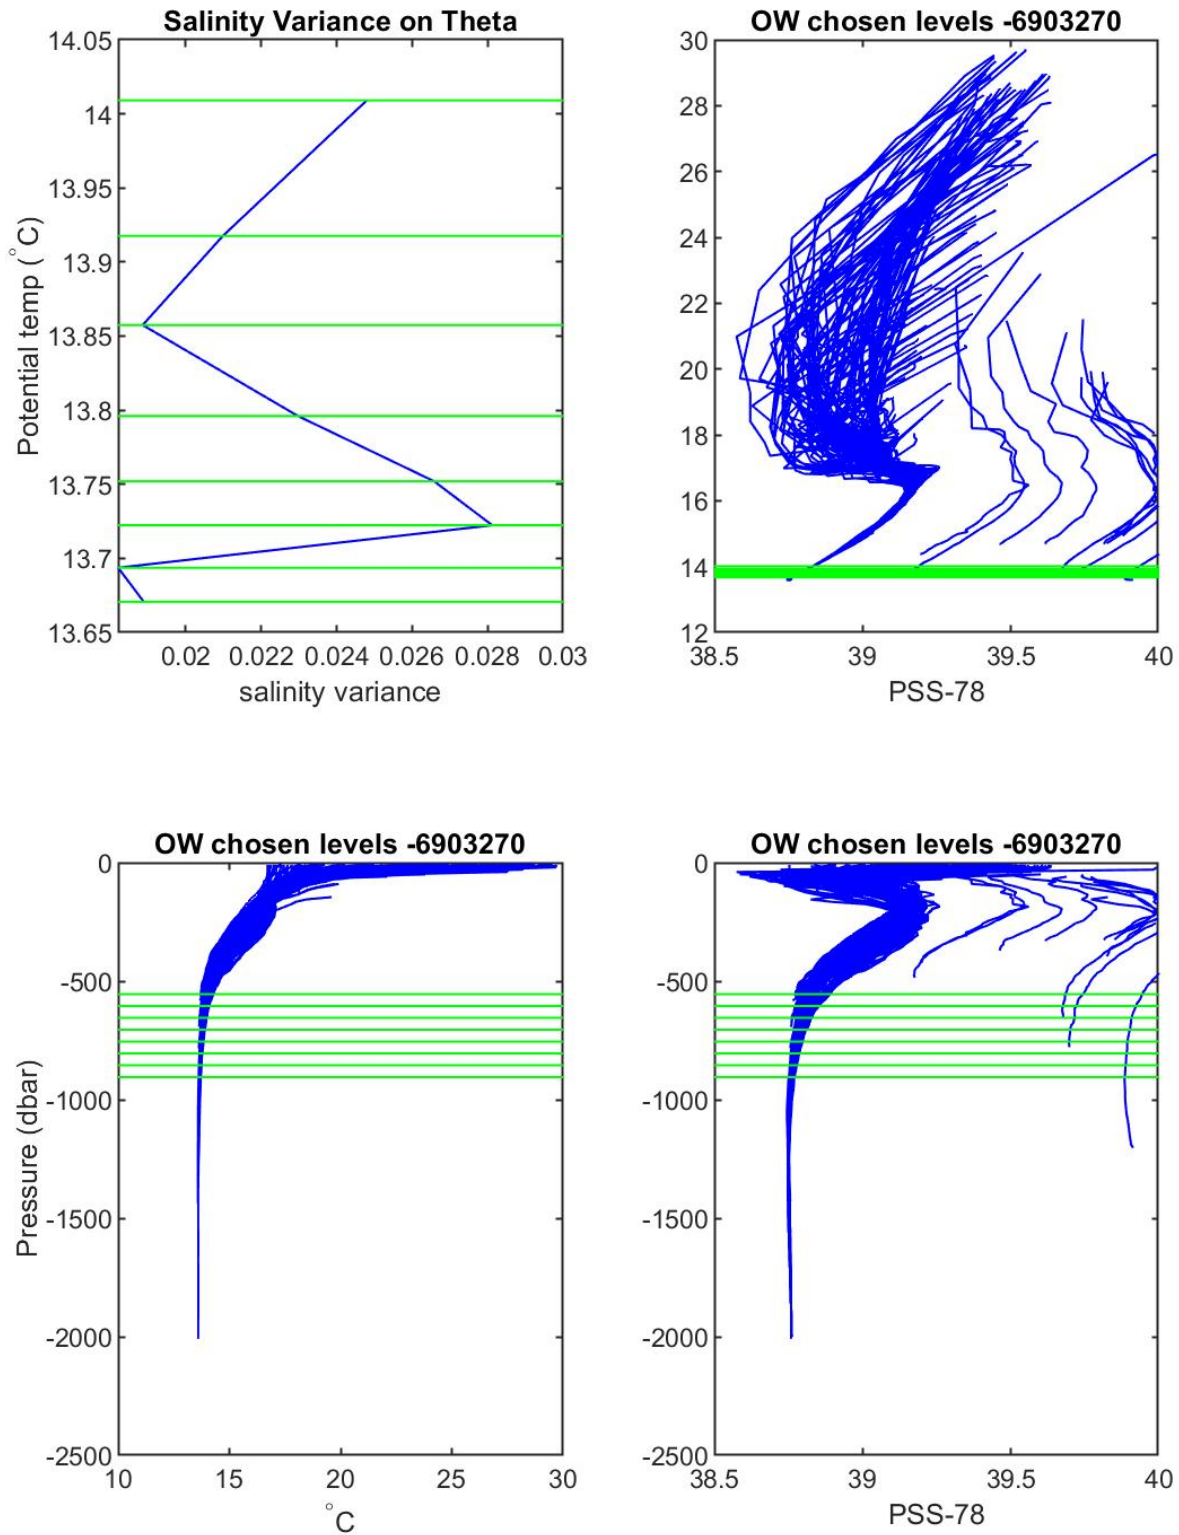 Salinity Variance on Theta
14.05
14
13.95
13.9
13.85
13.8
13.75
13.7
13.65
Potential temp (°C)
0.02 0.022 0.024 0.026 0.028 0.03
salinity variance
OW chosen levels -6903270
30
28
26
24
22
20
18
16
14
12
38.5 39 39.5 40
PSS-78
OW chosen levels -6903270
0
-500
-1000
-1500
-2000
-2500
Pressure (dbar)
10 15 20 25 30
°C
OW chosen levels -6903270
0
-500
-1000
-1500
-2000
-2500
38.5 39 39.5 40
PSS-78